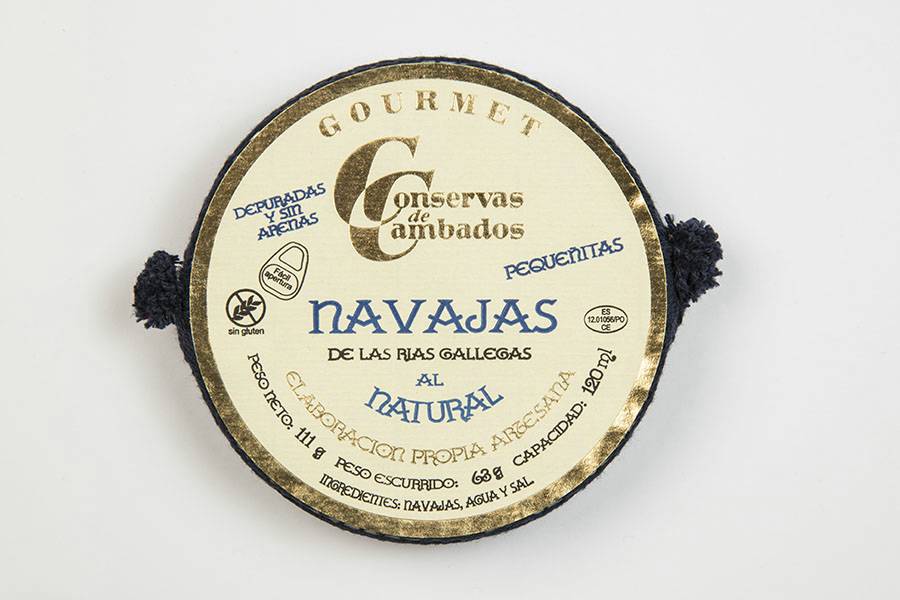 GOURMET
Conservas
de
Cambados
DEPURADAS
Y SIN
ARENAS
Fácil
apertura
PEQUEÑITAS
sin gluten
NAVAJAS
ES
12.01056/PO
CE
DE LAS RIAS GALLEGAS
AL
NATURAL
ELABORACION PROPIA ARTESANA
PESO NETO: 111 g PESO ESCURRIDO: 63 g CAPACIDAD: 120 ml
INGREDIENTES: NAVAJAS, AGUA Y SAL